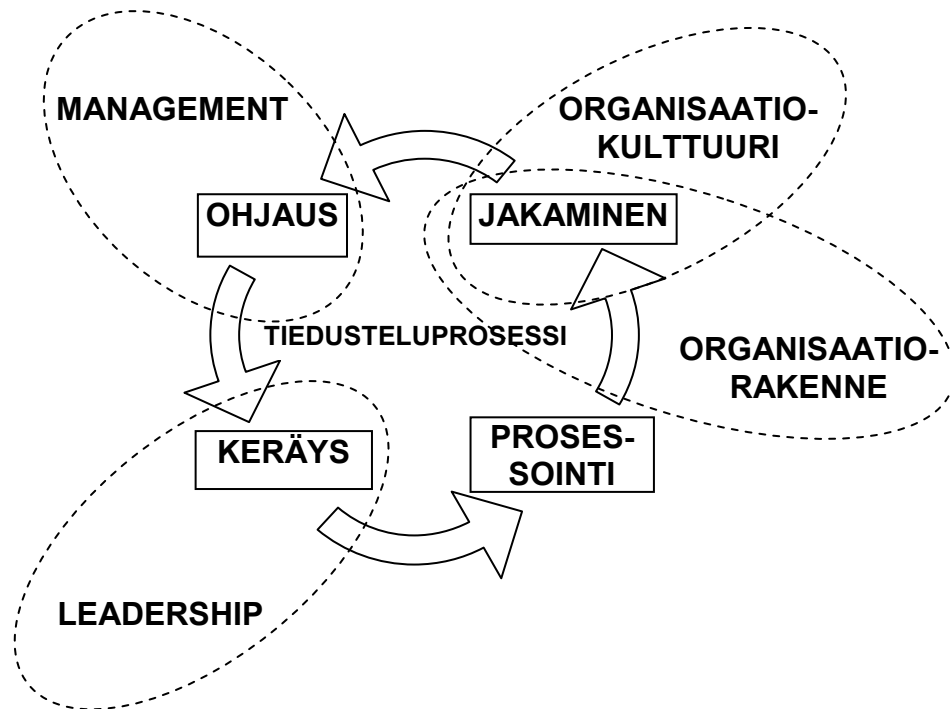 MANAGEMENT
ORGANISAATIO-
KULTTUURI
OHJAUS
JAKAMINEN
TIEDUSTELUPROSESSI
ORGANISAATIO-
RAKENNE
KERÄYS
PROSES-
SOINTI
LEADERSHIP